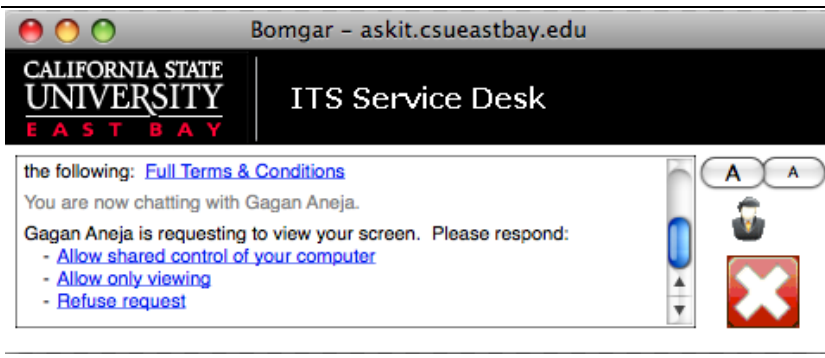 Bomgar – askit.csueastbay.edu
CALIFORNIA STATE
UNIVERSITY
EAST BAY
ITS Service Desk
the following: Full Terms & Conditions
You are now chatting with Gagan Aneja.
Gagan Aneja is requesting to view your screen. Please respond:
- Allow shared control of your computer
- Allow only viewing
- Refuse request
A A